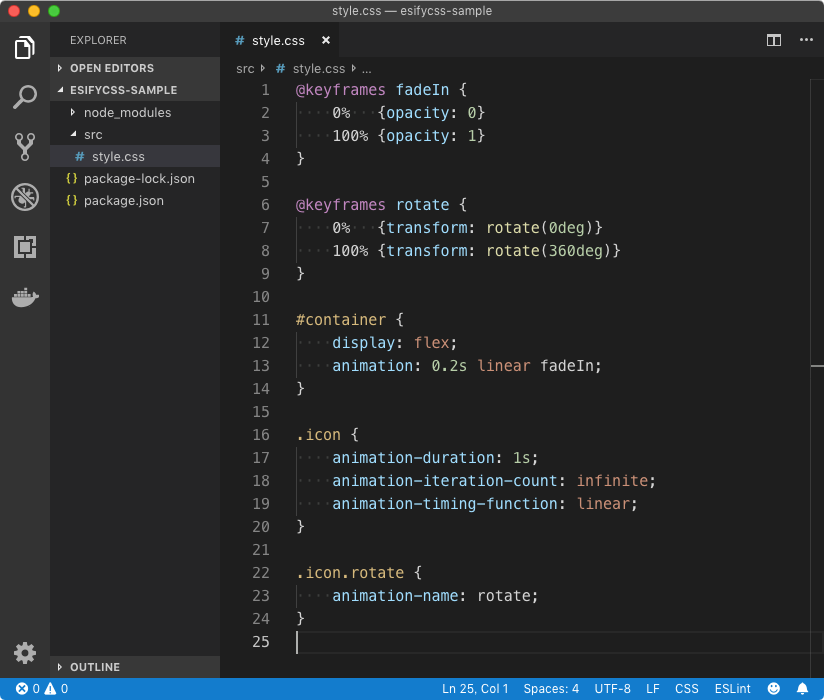 style.css — esifycss-sample
EXPLORER
OPEN EDITORS
ESIFYCSS-SAMPLE
node_modules
src
# style.css
{} package-lock.json
{} package.json
OUTLINE
# style.css ×
src # style.css ...
1 @keyframes fadeIn {
2 ····0%···{opacity: 0}
3 ····100% {opacity: 1}
4 }
5
6 @keyframes rotate {
7 ····0%···{transform: rotate(0deg)}
8 ····100% {transform: rotate(360deg)}
9 }
10
11 #container {
12 ····display: flex;
13 ····animation: 0.2s linear fadeIn;
14 }
15
16 .icon {
17 ····animation-duration: 1s;
18 ····animation-iteration-count: infinite;
19 ····animation-timing-function: linear;
20 }
21
22 .icon.rotate {
23 ····animation-name: rotate;
24 }
25
0 0 Ln 25, Col 1 Spaces: 4 UTF-8 LF CSS ESLint